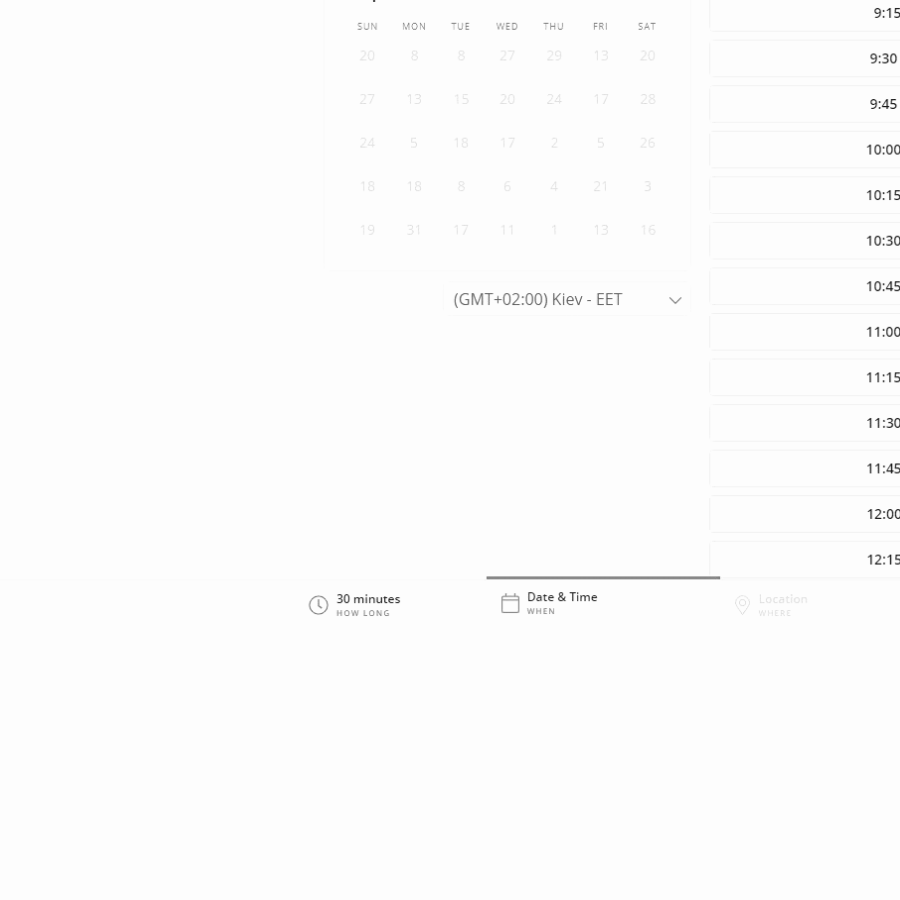 SUN MON TUE WED THU FRI SAT
20 8 8 27 29 13 20
27 13 15 20 24 17 28
24 5 18 17 2 5 26
18 18 8 6 4 21 3
19 31 17 11 1 13 16
(GMT+02:00) Kiev - EET
9:15
9:30
9:45
10:00
10:15
10:30
10:45
11:00
11:15
11:30
11:45
12:00
12:15
30 minutes
HOW LONG
Date & Time
WHEN
Location
WHERE